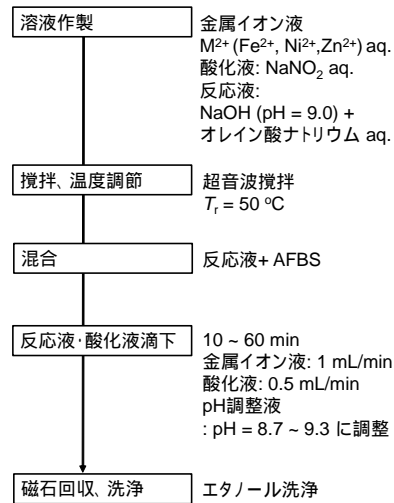 溶液作製
金属イオン液
M²⁺ (Fe²⁺, Ni²⁺,Zn²⁺) aq.
酸化液: NaNO₂ aq.
反応液:
NaOH (pH = 9.0) +
オレイン酸ナトリウム aq.
撹拌、温度調節
超音波撹拌
Tᵣ = 50 ºC
混合
反応液+ AFBS
反応液・酸化液滴下
10 ~ 60 min
金属イオン液: 1 mL/min
酸化液: 0.5 mL/min
pH調整液
: pH = 8.7 ~ 9.3 に調整
磁石回収、洗浄
エタノール洗浄